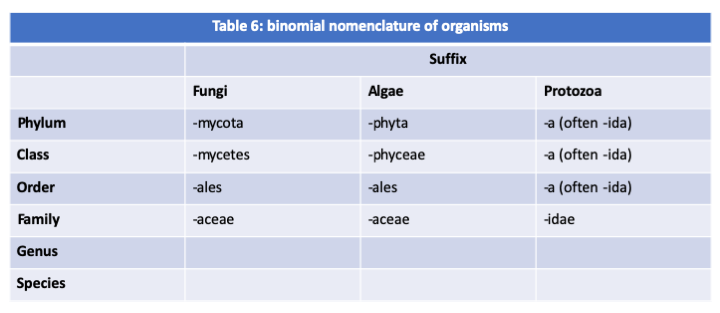 Table 6: binomial nomenclature of organisms
Suffix
Fungi Algae Protozoa
Phylum -mycota -phyta -a (often -ida)
Class -mycetes -phyceae -a (often -ida)
Order -ales -ales -a (often -ida)
Family -aceae -aceae -idae
Genus
Species